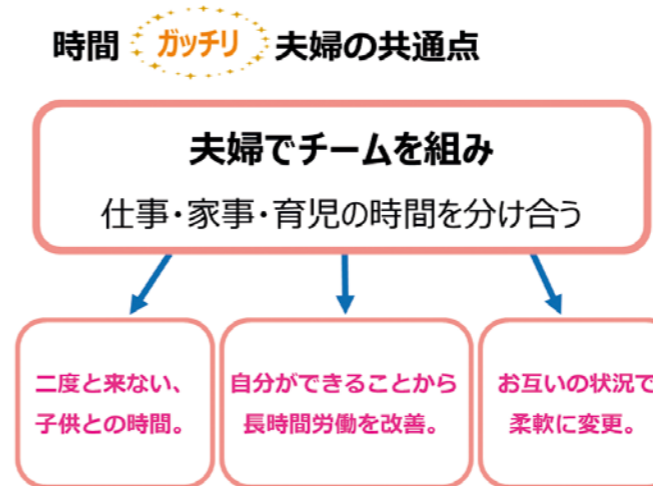 時間 ガッチリ 夫婦の共通点
夫婦でチームを組み
仕事・家事・育児の時間を分け合う
二度と来ない、
子供との時間。
自分ができることから
長時間労働を改善。
お互いの状況で
柔軟に変更。